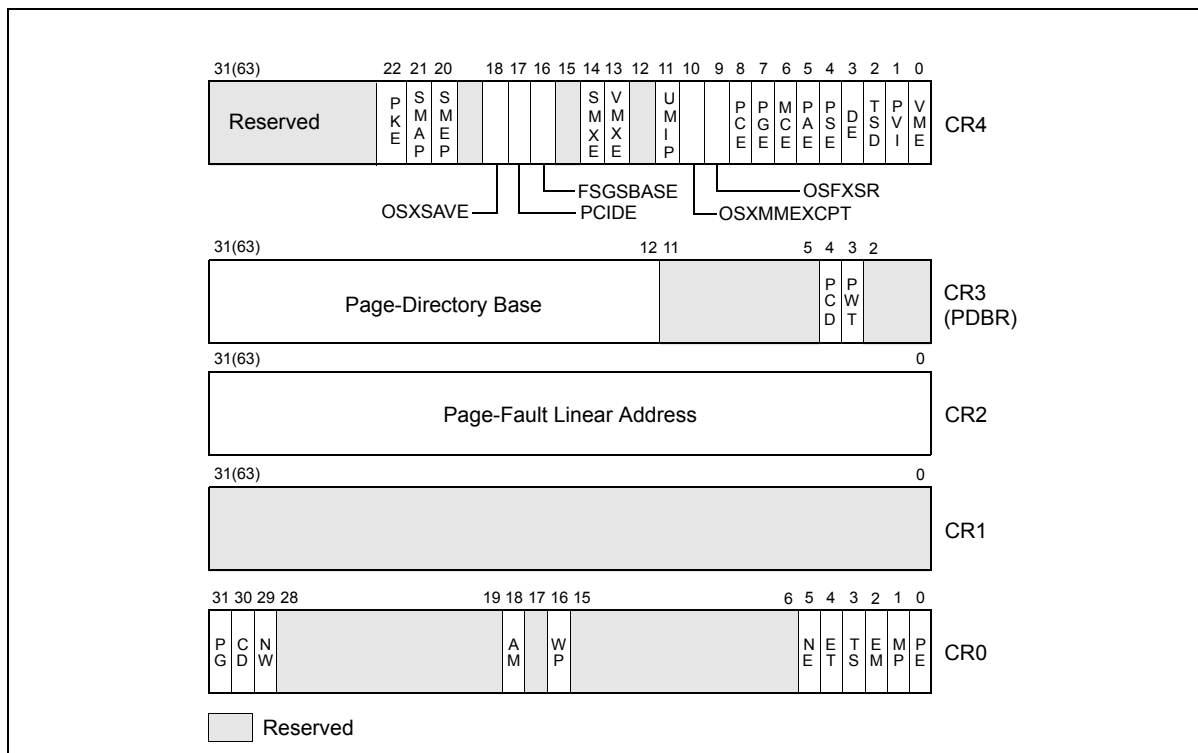 31(63) 22 21 20 18 17 16 15 14 13 12 11 10 9 8 7 6 5 4 3 2 1 0
Reserved PKE SMAP SMEP SMXE VMXE UMIP PCE PGE MCE PAE PSE DE TSD PVI VME CR4
FSGSBASE OSFXSR
OSXSAVE PCIDE OSXMMEXCPT
31(63) 12 11 5 4 3 2
Page-Directory Base PCD PWT CR3
(PDBR)
31(63) 0
Page-Fault Linear Address CR2
31(63) 0
CR1
31 30 29 28 19 18 17 16 15 6 5 4 3 2 1 0
PG CD NW AM WP NE ET TS EM MP PE CR0
Reserved